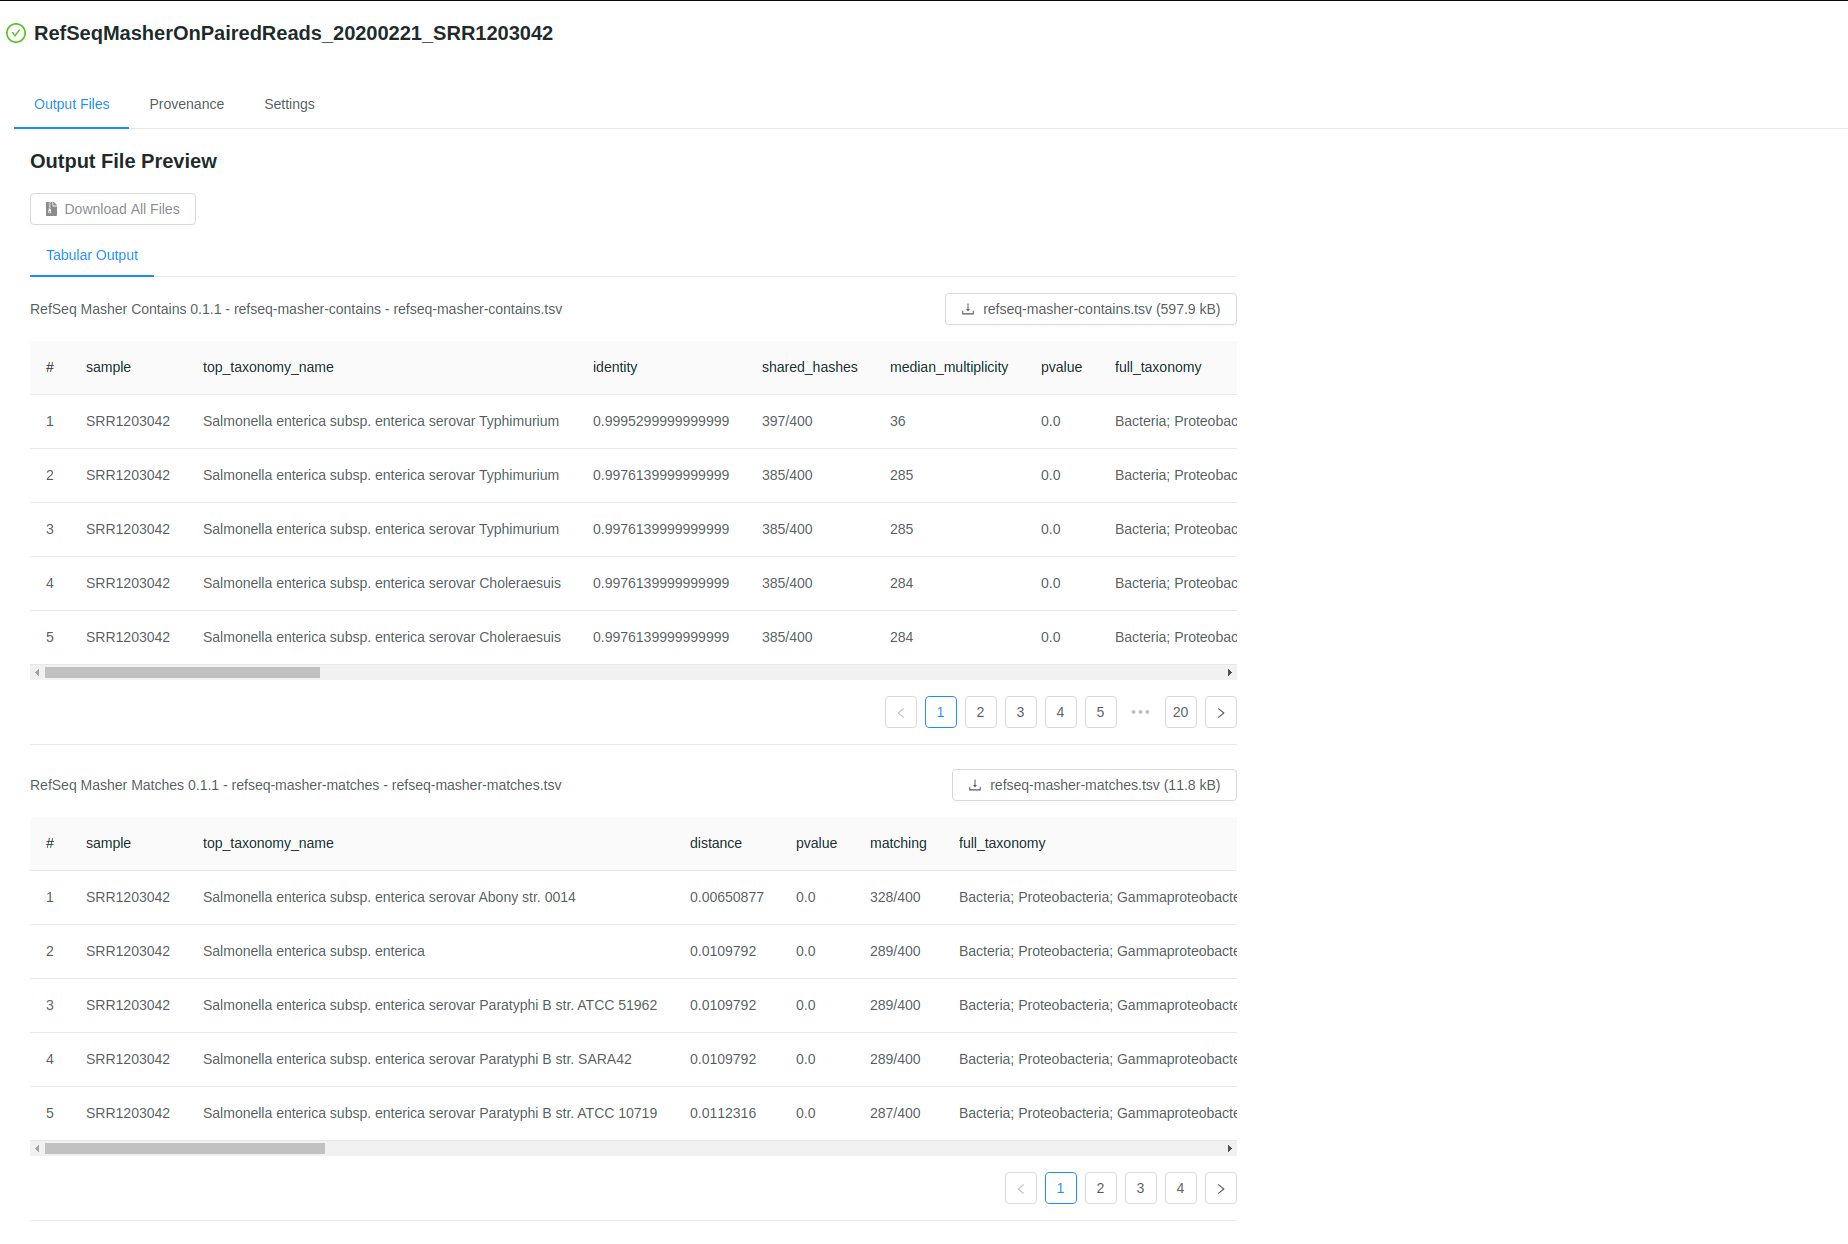 RefSeqMasherOnPairedReads_20200221_SRR1203042
Output Files Provenance Settings
Output File Preview
Download All Files
Tabular Output
RefSeq Masher Contains 0.1.1 - refseq-masher-contains - refseq-masher-contains.tsv refseq-masher-contains.tsv (597.9 kB)
# sample top_taxonomy_name identity shared_hashes median_multiplicity pvalue full_taxonomy
1 SRR1203042 Salmonella enterica subsp. enterica serovar Typhimurium 0.9995299999999999 397/400 36 0.0 Bacteria; Proteobac
2 SRR1203042 Salmonella enterica subsp. enterica serovar Typhimurium 0.9976139999999999 385/400 285 0.0 Bacteria; Proteobac
3 SRR1203042 Salmonella enterica subsp. enterica serovar Typhimurium 0.9976139999999999 385/400 285 0.0 Bacteria; Proteobac
4 SRR1203042 Salmonella enterica subsp. enterica serovar Choleraesuis 0.9976139999999999 385/400 284 0.0 Bacteria; Proteobac
5 SRR1203042 Salmonella enterica subsp. enterica serovar Choleraesuis 0.9976139999999999 385/400 284 0.0 Bacteria; Proteobac
< 1 2 3 4 5 ••• 20 >
RefSeq Masher Matches 0.1.1 - refseq-masher-matches - refseq-masher-matches.tsv refseq-masher-matches.tsv (11.8 kB)
# sample top_taxonomy_name distance pvalue matching full_taxonomy
1 SRR1203042 Salmonella enterica subsp. enterica serovar Abony str. 0014 0.00650877 0.0 328/400 Bacteria; Proteobacteria; Gammaproteobacte
2 SRR1203042 Salmonella enterica subsp. enterica 0.0109792 0.0 289/400 Bacteria; Proteobacteria; Gammaproteobacte
3 SRR1203042 Salmonella enterica subsp. enterica serovar Paratyphi B str. ATCC 51962 0.0109792 0.0 289/400 Bacteria; Proteobacteria; Gammaproteobacte
4 SRR1203042 Salmonella enterica subsp. enterica serovar Paratyphi B str. SARA42 0.0109792 0.0 289/400 Bacteria; Proteobacteria; Gammaproteobacte
5 SRR1203042 Salmonella enterica subsp. enterica serovar Paratyphi B str. ATCC 10719 0.0112316 0.0 287/400 Bacteria; Proteobacteria; Gammaproteobacte
< 1 2 3 4 >